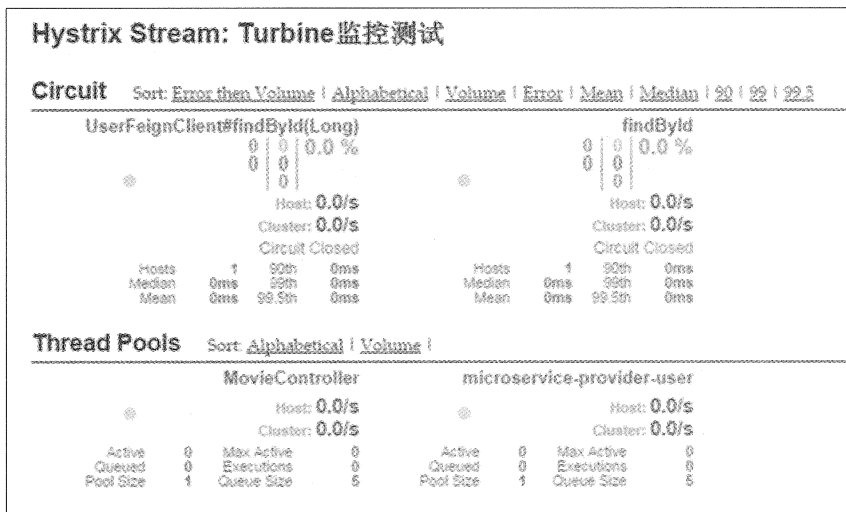 Hystrix Stream: Turbine监控测试
Circuit Sort: Error then Volume | Alphabetical | Volume | Error | Mean | Median | 90 | 99 | 99.5
UserFeignClient#findById(Long) findById
0 | 0 | 0.0 % 0 | 0 | 0.0 %
0 | 0 0 | 0
0 0
Host: 0.0/s Host: 0.0/s
Cluster: 0.0/s Cluster: 0.0/s
Circuit Closed Circuit Closed
Hosts 1 90th 0ms Hosts 1 90th 0ms
Median 0ms 99th 0ms Median 0ms 99th 0ms
Mean 0ms 99.5th 0ms Mean 0ms 99.5th 0ms
Thread Pools Sort: Alphabetical | Volume |
MovieController microservice-provider-user
Host: 0.0/s Host: 0.0/s
Cluster: 0.0/s Cluster: 0.0/s
Active 0 Max Active 0 Active 0 Max Active 0
Queued 0 Executions 0 Queued 0 Executions 0
Pool Size 1 Queue Size 5 Pool Size 1 Queue Size 5